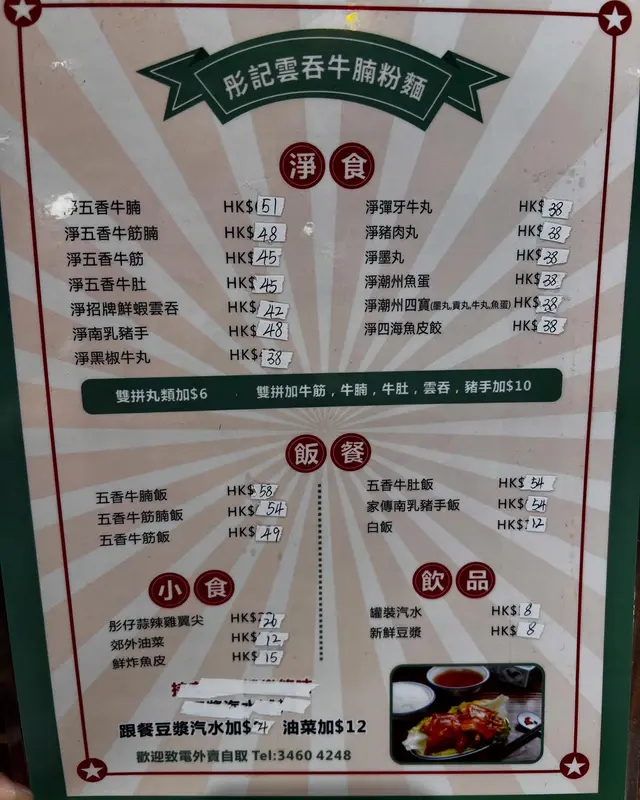 彤記雲吞牛腩粉麵
淨食
淨五香牛腩 HK$51
淨五香牛筋腩 HK$48
淨五香牛筋 HK$45
淨五香牛肚 HK$45
淨招牌鮮蝦雲吞 HK$42
淨南乳豬手 HK$48
淨黑椒牛丸 HK$38
淨彈牙牛丸 HK$38
淨豬肉丸 HK$38
淨墨丸 HK$38
淨潮州魚蛋 HK$38
淨潮州四寶(墨丸,貢丸,牛丸,魚蛋) HK$38
淨四海魚皮餃 HK$38
雙拼丸類加$6 雙拼加牛筋，牛腩，牛肚，雲吞，豬手加$10
飯餐
五香牛腩飯 HK$58
五香牛筋腩飯 HK$54
五香牛筋飯 HK$49
五香牛肚飯 HK$54
家傳南乳豬手飯 HK$54
白飯 HK$12
小食
彤仔蒜辣雞翼尖 HK$26
郊外油菜 HK$12
鮮炸魚皮 HK$15
飲品
罐裝汽水 HK$8
新鮮豆漿 HK$8
跟餐豆漿汽水加$ 油菜加$12
歡迎致電外賣自取 Tel:3460 4248